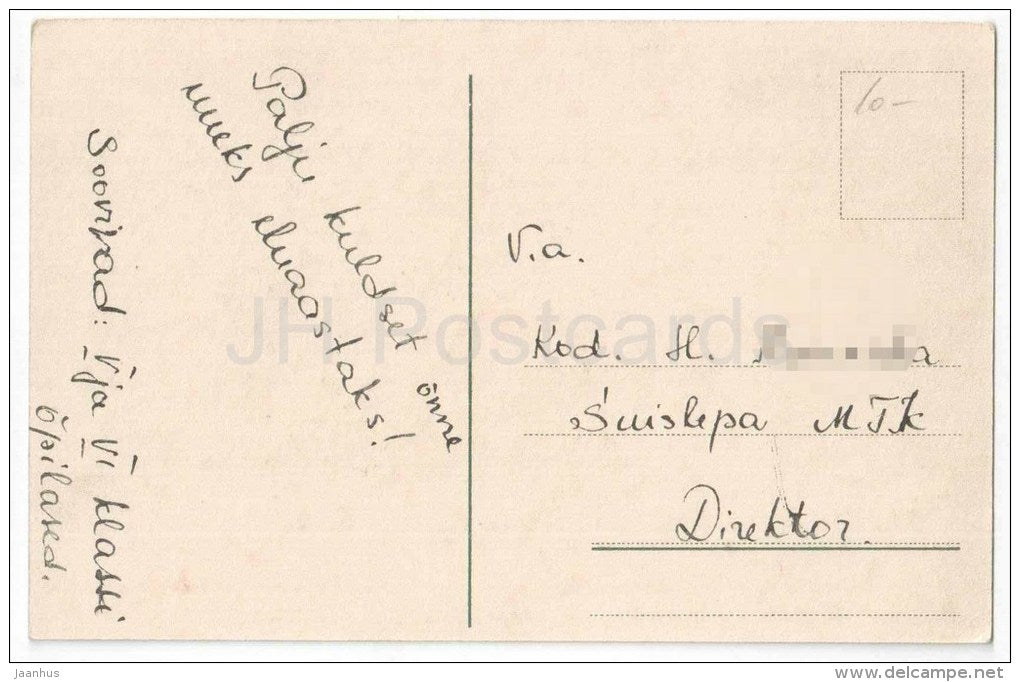 Palju kuldset õnne
uueks eluaastaks!
Soovivad: V ja VI klassi
õpilased.
10-
V.a.
Kod. H.
Suislepa MTK
Direktor.
JH Postcards
jaanhus
www.delcampe.net